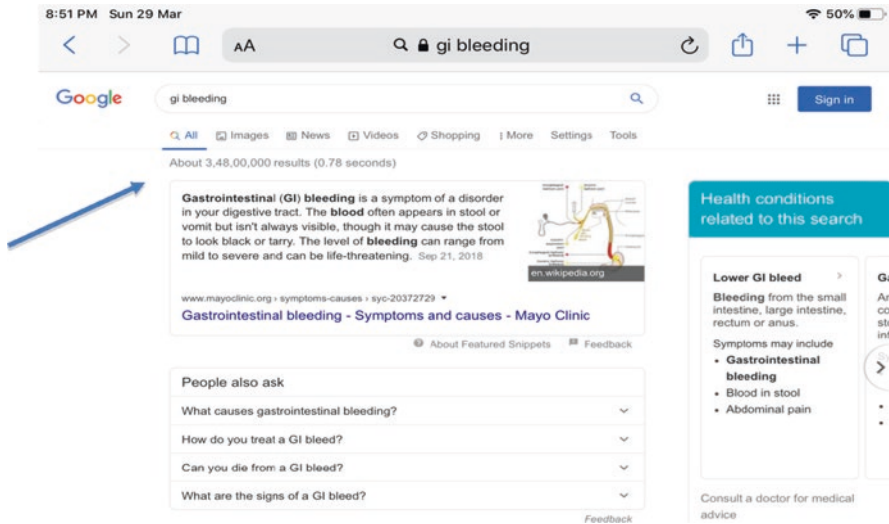 8:51 PM Sun 29 Mar
50%
AA
gi bleeding
Google
gi bleeding
Sign in
All Images News Videos Shopping More Settings Tools
About 3,48,00,000 results (0.78 seconds)
Gastrointestinal (GI) bleeding is a symptom of a disorder
in your digestive tract. The blood often appears in stool or
vomit but isn't always visible, though it may cause the stool
to look black or tarry. The level of bleeding can range from
mild to severe and can be life-threatening. Sep 21, 2018
en.wikipedia.org
www.mayoclinic.org › symptoms-causes › syc-20372729
Gastrointestinal bleeding - Symptoms and causes - Mayo Clinic
About Featured Snippets Feedback
People also ask
What causes gastrointestinal bleeding?
How do you treat a GI bleed?
Can you die from a GI bleed?
What are the signs of a GI bleed?
Feedback
Health conditions
related to this search
Lower GI bleed
Bleeding from the small
intestine, large intestine,
rectum or anus.
Symptoms may include
• Gastrointestinal
bleeding
• Blood in stool
• Abdominal pain
Consult a doctor for medical
advice